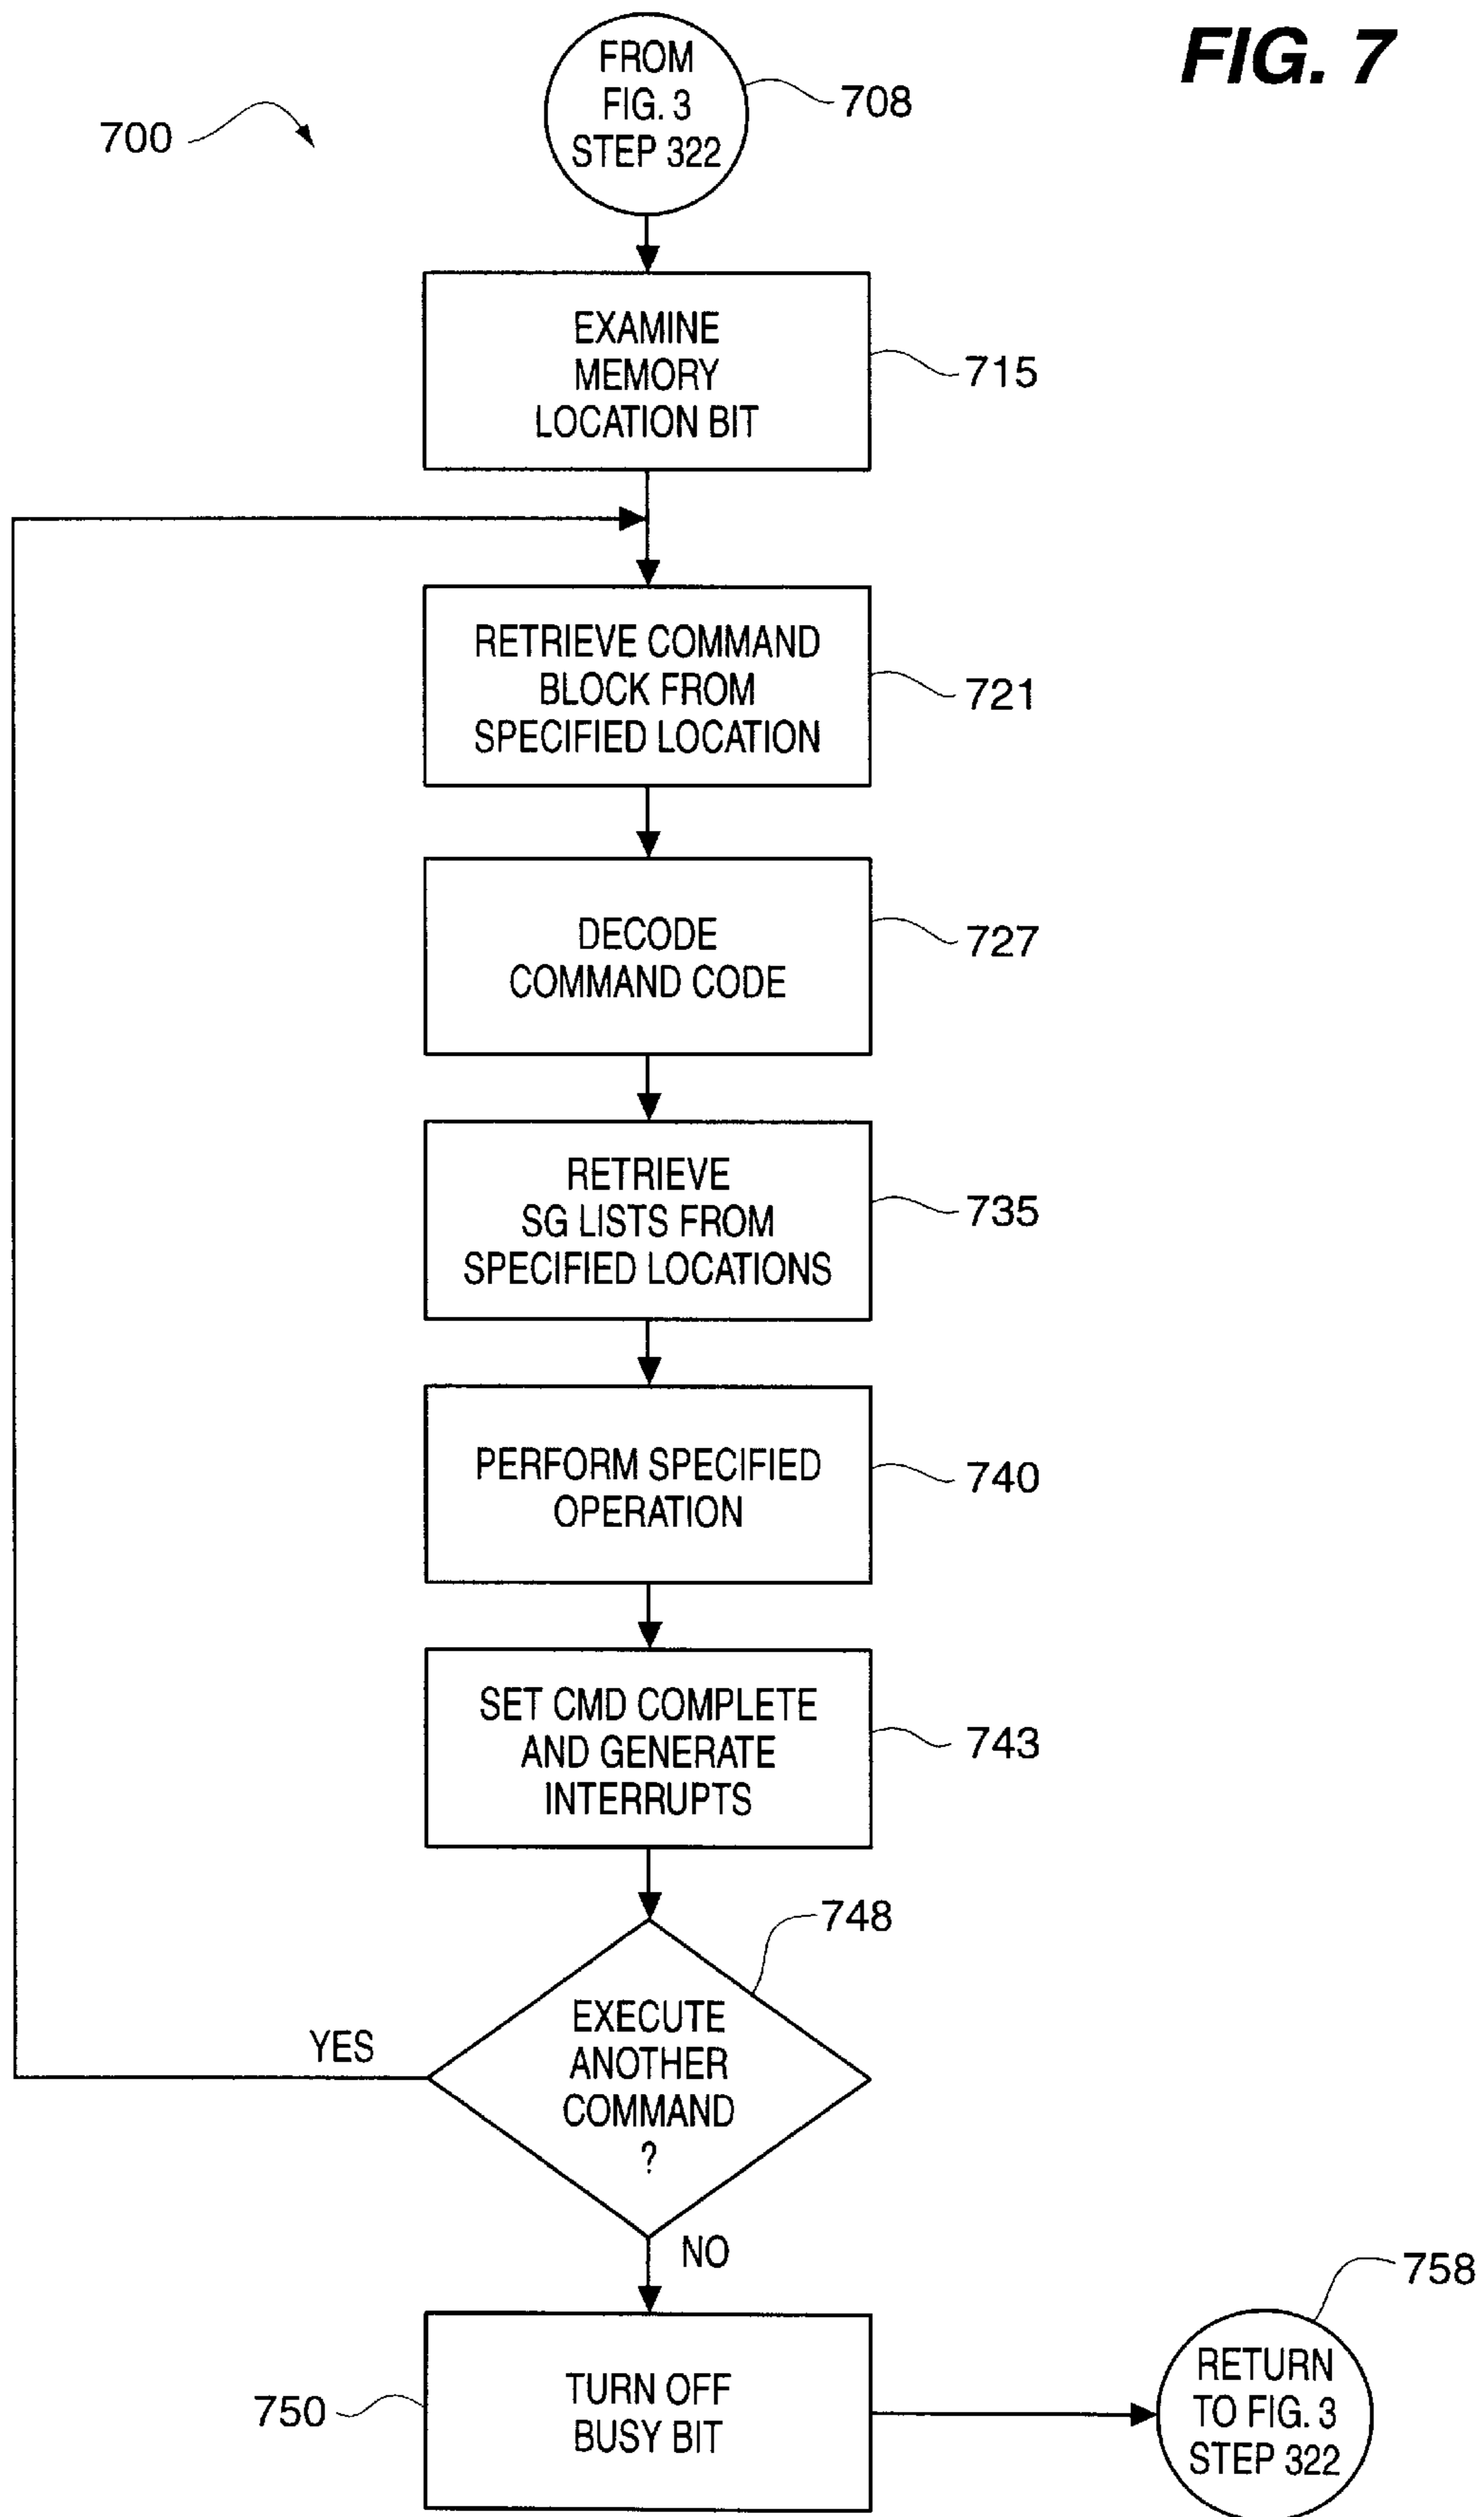 FIG. 7
700
FROM
FIG. 3
STEP 322
708
EXAMINE
MEMORY
LOCATION BIT
715
RETRIEVE COMMAND
BLOCK FROM
SPECIFIED LOCATION
721
DECODE
COMMAND CODE
727
RETRIEVE
SG LISTS FROM
SPECIFIED LOCATIONS
735
PERFORM SPECIFIED
OPERATION
740
SET CMD COMPLETE
AND GENERATE
INTERRUPTS
743
748
EXECUTE
ANOTHER
COMMAND
?
YES
NO
750
TURN OFF
BUSY BIT
758
RETURN
TO FIG. 3
STEP 322